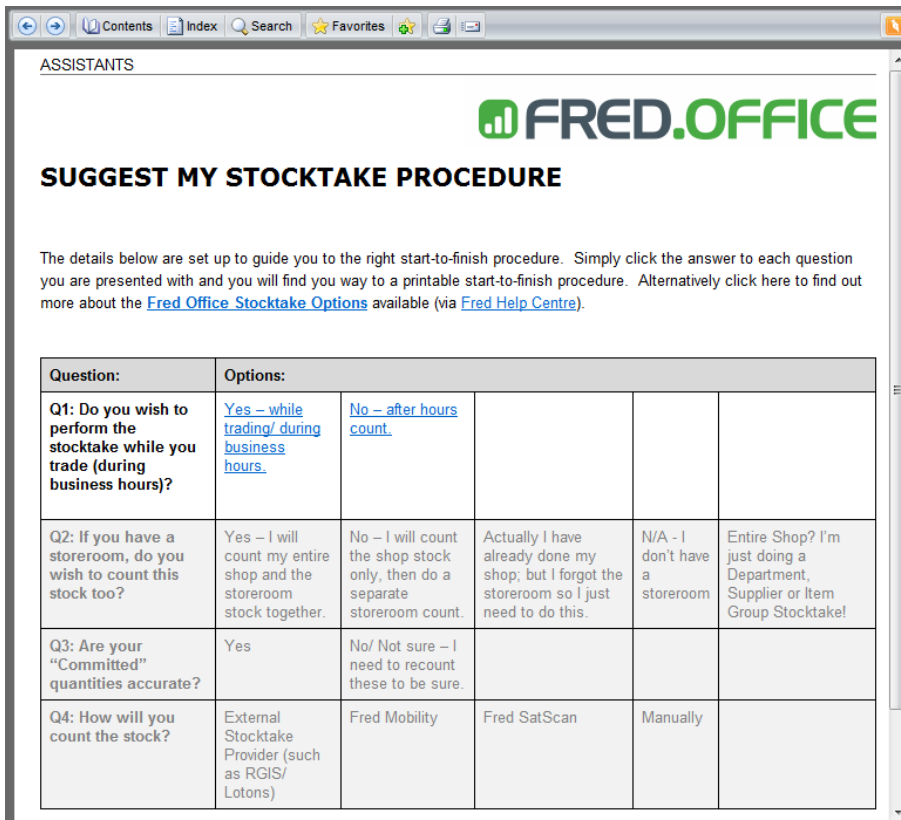 Contents Index Search Favorites
ASSISTANTS
FRED.OFFICE
SUGGEST MY STOCKTAKE PROCEDURE
The details below are set up to guide you to the right start-to-finish procedure. Simply click the answer to each question
you are presented with and you will find you way to a printable start-to-finish procedure. Alternatively click here to find out
more about the Fred Office Stocktake Options available (via Fred Help Centre).
Question:
Options:
Q1: Do you wish to
perform the
stocktake while you
trade (during
business hours)?
Yes – while
trading/ during
business
hours.
No – after hours
count.
Q2: If you have a
storeroom, do you
wish to count this
stock too?
Yes – I will
count my entire
shop and the
storeroom
stock together.
No – I will count
the shop stock
only, then do a
separate
storeroom count.
Actually I have
already done my
shop; but I forgot the
storeroom so I just
need to do this.
N/A - I
don't have
a
storeroom
Entire Shop? I'm
just doing a
Department,
Supplier or Item
Group Stocktake!
Q3: Are your
“Committed”
quantities accurate?
Yes
No/ Not sure – I
need to recount
these to be sure.
Q4: How will you
count the stock?
External
Stocktake
Provider (such
as RGIS/
Lotons)
Fred Mobility
Fred SatScan
Manually